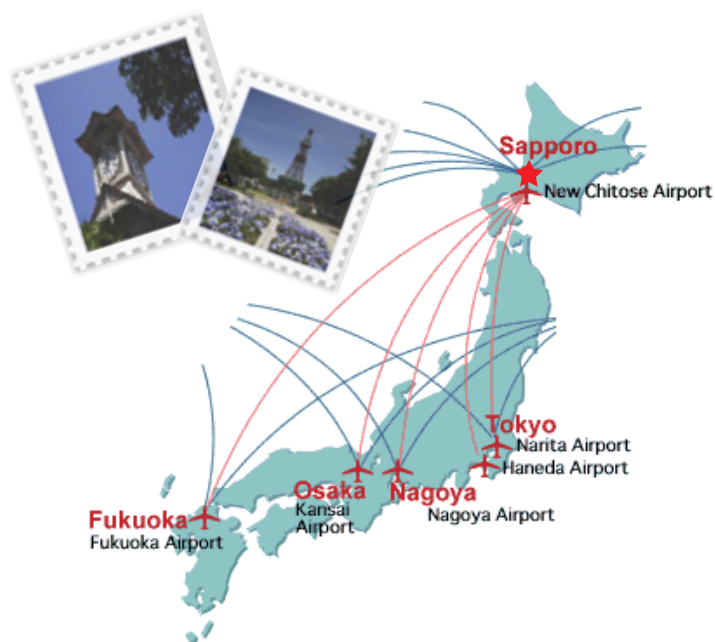 Sapporo
New Chitose Airport
Tokyo
Narita Airport
Haneda Airport
Osaka
Kansai
Airport
Nagoya
Nagoya Airport
Fukuoka
Fukuoka Airport